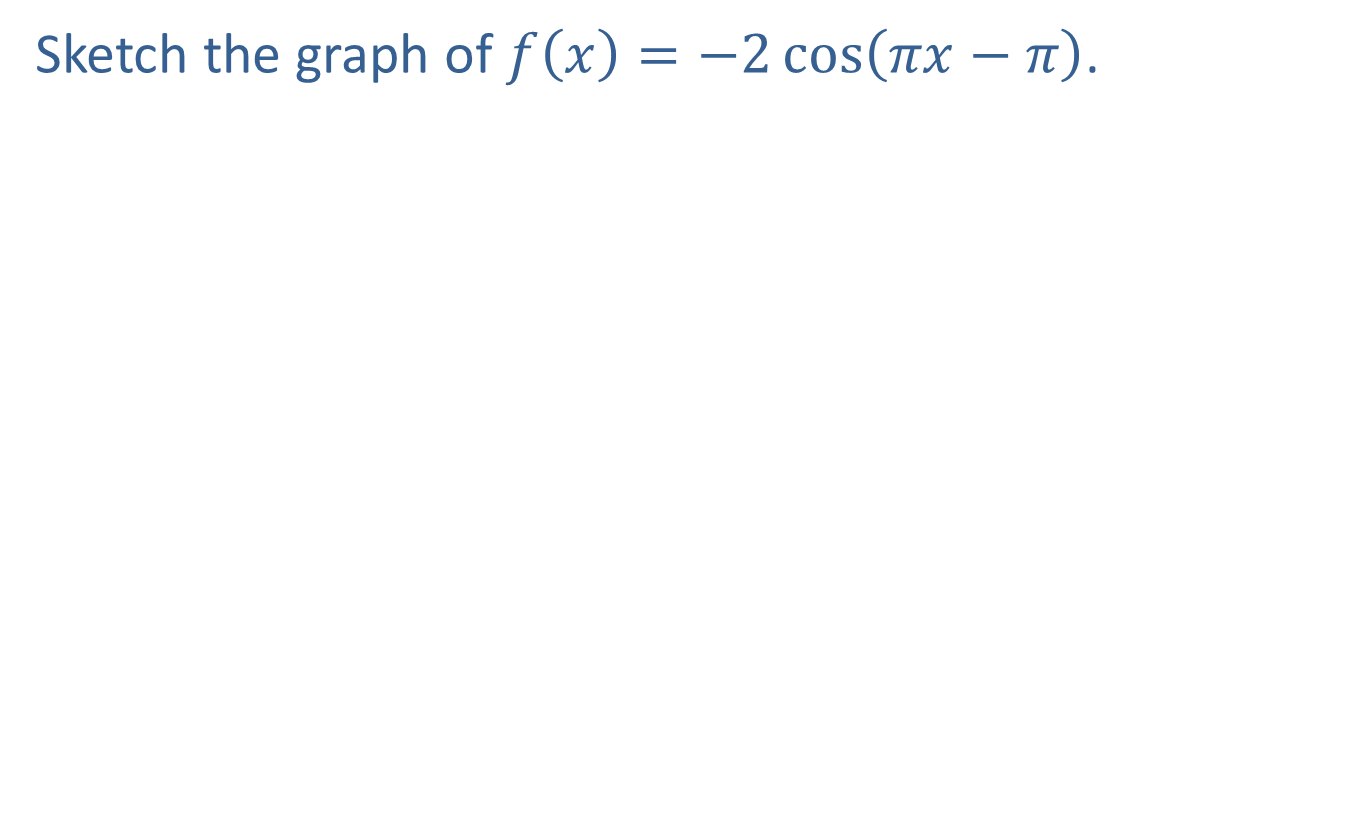 Sketch the graph of f(x) = −2 cos(πx − π).